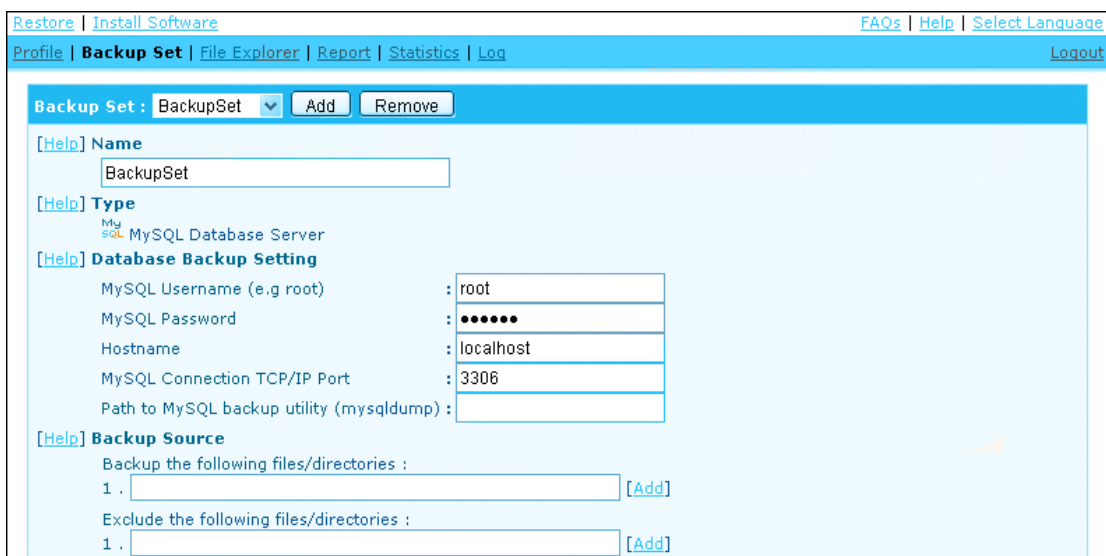 Restore | Install Software FAQs | Help | Select Language
Profile | Backup Set | File Explorer | Report | Statistics | Log Logout
Backup Set : BackupSet Add Remove
[Help] Name
BackupSet
[Help] Type
My SQL MySQL Database Server
[Help] Database Backup Setting
MySQL Username (e.g root) : root
MySQL Password : ●●●●●●
Hostname : localhost
MySQL Connection TCP/IP Port : 3306
Path to MySQL backup utility (mysqldump) :
[Help] Backup Source
Backup the following files/directories :
1 . [Add]
Exclude the following files/directories :
1 . [Add]